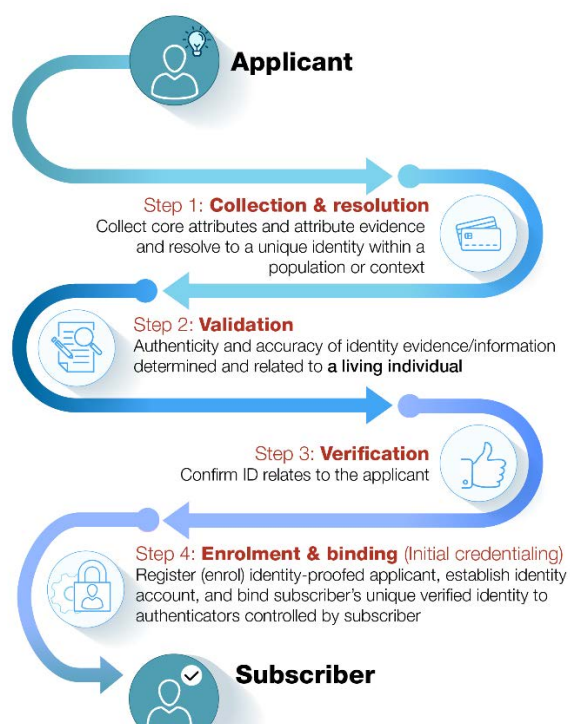 Applicant
Step 1: Collection & resolution
Collect core attributes and attribute evidence
and resolve to a unique identity within a
population or context
Step 2: Validation
Authenticity and accuracy of identity evidence/information
determined and related to a living individual
Step 3: Verification
Confirm ID relates to the applicant
Step 4: Enrolment & binding (Initial credentialing)
Register (enrol) identity-proofed applicant, establish identity
account, and bind subscriber's unique verified identity to
authenticators controlled by subscriber
Subscriber